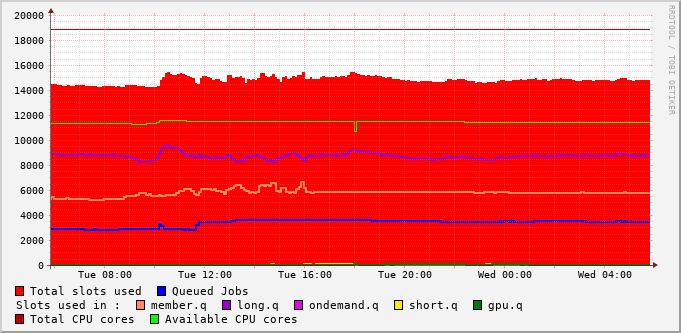 20000
18000
16000
14000
12000
10000
8000
6000
4000
2000
0
Tue 08:00 Tue 12:00 Tue 16:00 Tue 20:00 Wed 00:00 Wed 04:00
RRDTOOL / TOBI OETIKER
Total slots used Queued Jobs
Slots used in : member.q long.q ondemand.q short.q gpu.q
Total CPU cores Available CPU cores